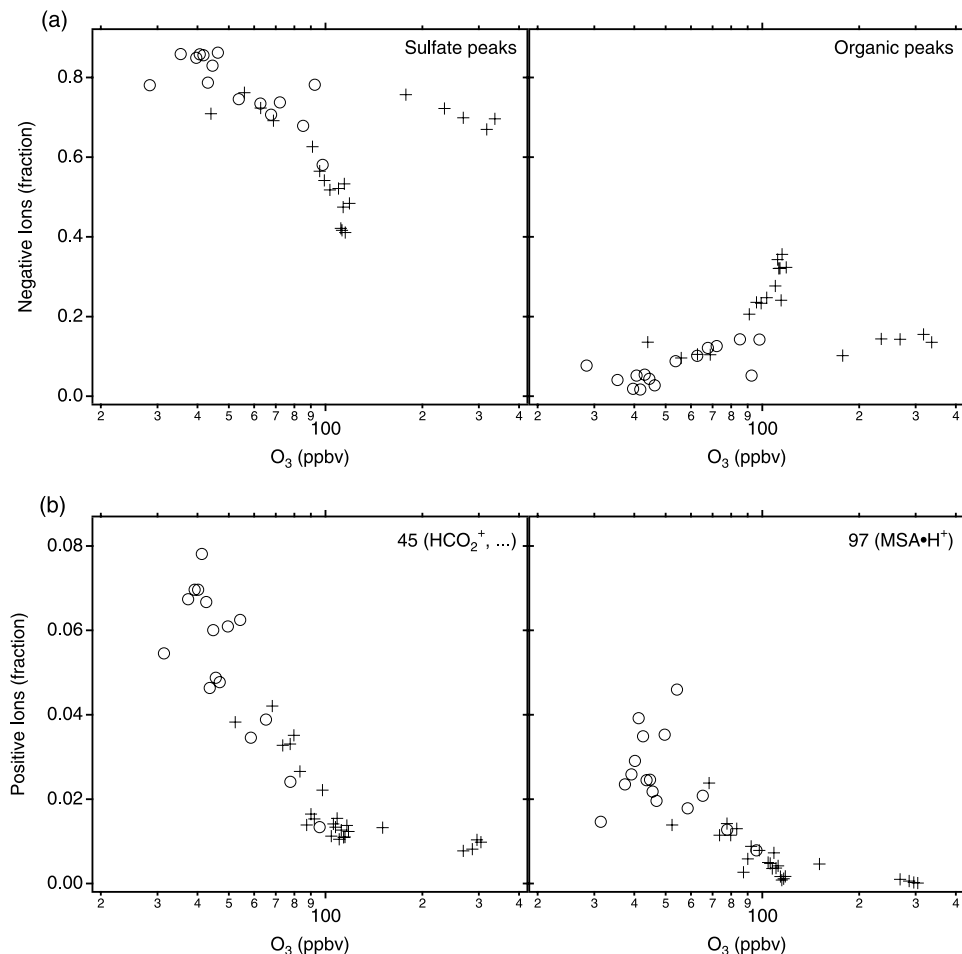 (a)
Sulfate peaks
Organic peaks
Negative Ions (fraction)
0.8
0.6
0.4
0.2
0.0
2 3 4 5 6 7 8 9 100 2 3 4
2 3 4 5 6 7 8 9 100 2 3 4
O₃ (ppbv)
O₃ (ppbv)
(b)
45 (HCO₂⁺, ...)
97 (MSA•H⁺)
Positive Ions (fraction)
0.08
0.06
0.04
0.02
0.00
2 3 4 5 6 7 8 9 100 2 3 4
2 3 4 5 6 7 8 9 100 2 3 4
O₃ (ppbv)
O₃ (ppbv)